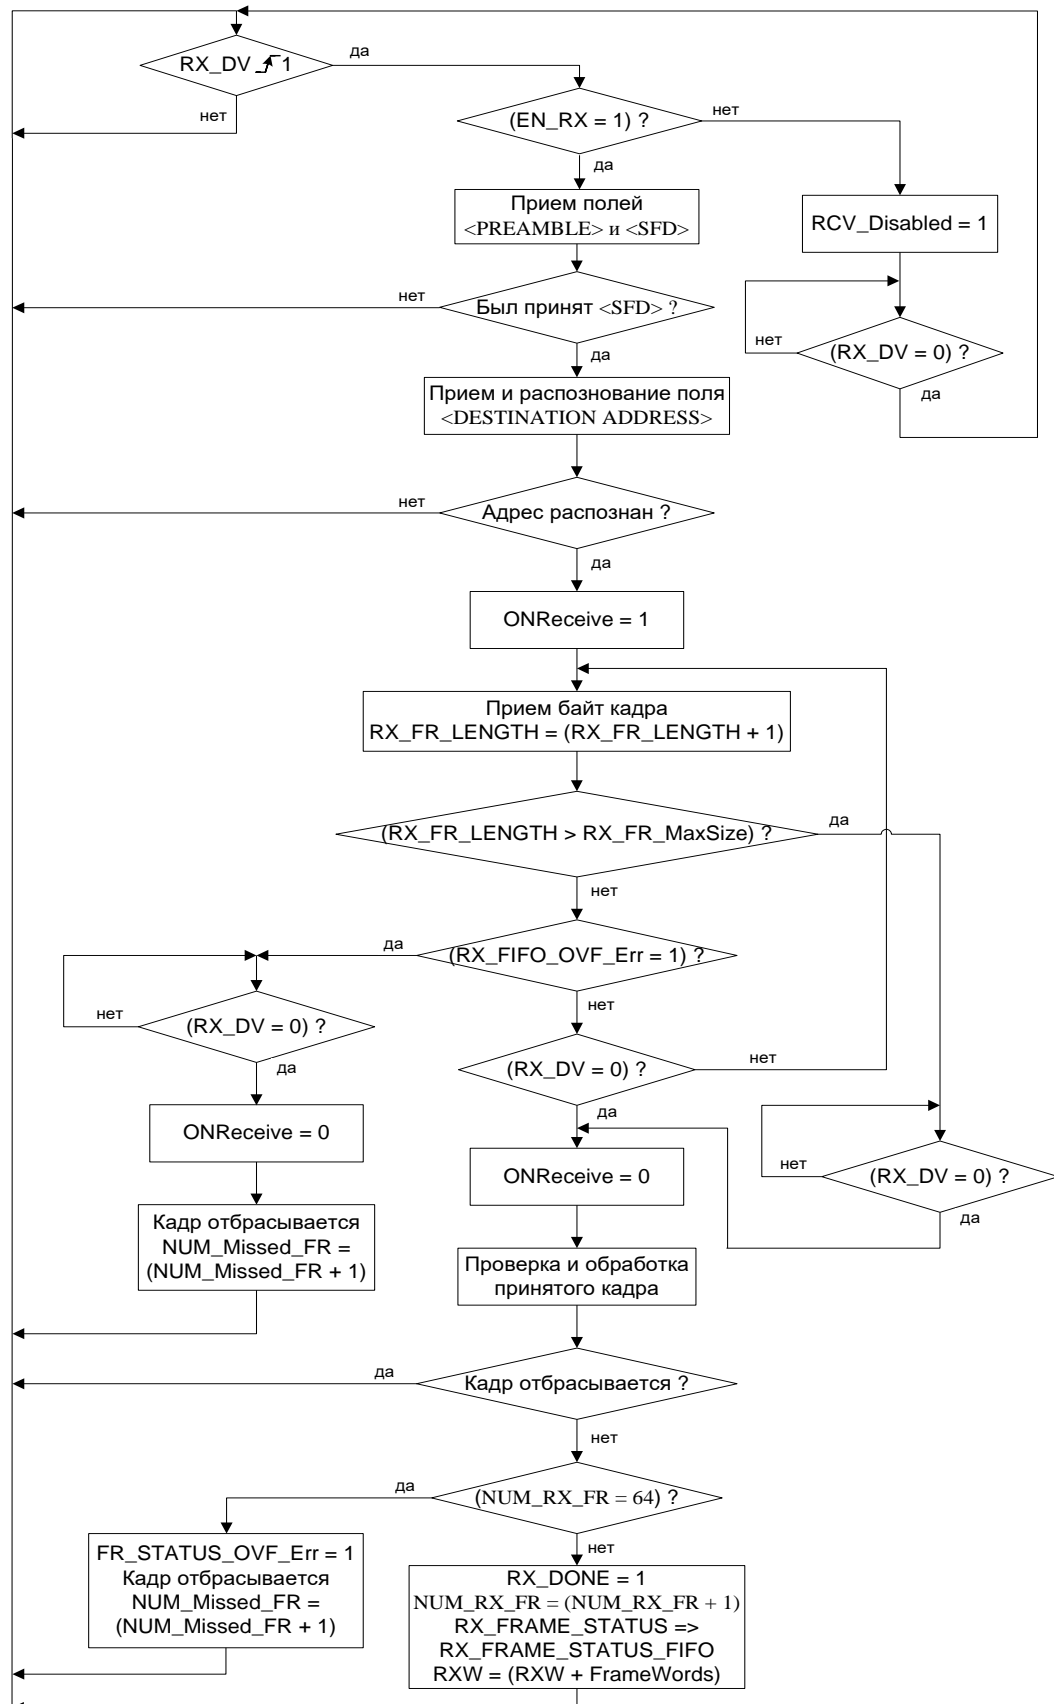 RX_DV 1
да
нет
(EN_RX = 1) ?
нет
да
Прием полей
<PREAMBLE> и <SFD>
RCV_Disabled = 1
нет
Был принят <SFD> ?
да
нет
(RX_DV = 0) ?
да
Прием и распознование поля
<DESTINATION ADDRESS>
нет
Адрес распознан ?
да
ONReceive = 1
Прием байт кадра
RX_FR_LENGTH = (RX_FR_LENGTH + 1)
(RX_FR_LENGTH > RX_FR_MaxSize) ?
да
нет
да
(RX_FIFO_OVF_Err = 1) ?
нет
нет
(RX_DV = 0) ?
да
(RX_DV = 0) ?
нет
да
ONReceive = 0
ONReceive = 0
нет
(RX_DV = 0) ?
да
Кадр отбрасывается
NUM_Missed_FR =
(NUM_Missed_FR + 1)
Проверка и обработка
принятого кадра
да
Кадр отбрасывается ?
нет
да
(NUM_RX_FR = 64) ?
нет
FR_STATUS_OVF_Err = 1
Кадр отбрасывается
NUM_Missed_FR =
(NUM_Missed_FR + 1)
RX_DONE = 1
NUM_RX_FR = (NUM_RX_FR + 1)
RX_FRAME_STATUS =>
RX_FRAME_STATUS_FIFO
RXW = (RXW + FrameWords)